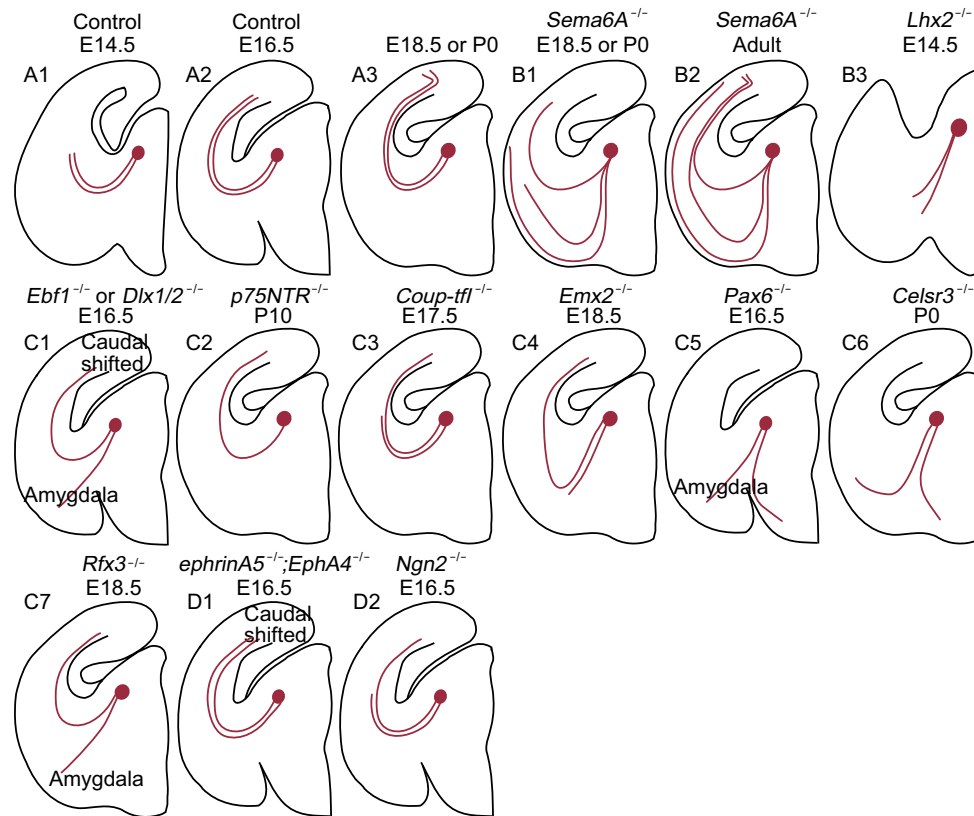 Control
E14.5
A1
Control
E16.5
A2
E18.5 or P0
A3
Sema6A−/−
E18.5 or P0
B1
Sema6A−/−
Adult
B2
Lhx2−/−
E14.5
B3
Ebf1−/− or Dlx1/2−/−
E16.5
C1
Caudal
shifted
Amygdala
p75NTR−/−
P10
C2
Coup-tfI−/−
E17.5
C3
Emx2−/−
E18.5
C4
Pax6−/−
E16.5
C5
Amygdala
Celsr3−/−
P0
C6
Rfx3−/−
E18.5
C7
Amygdala
ephrinA5−/−;EphA4−/−
E16.5
D1
Caudal
shifted
Ngn2−/−
E16.5
D2